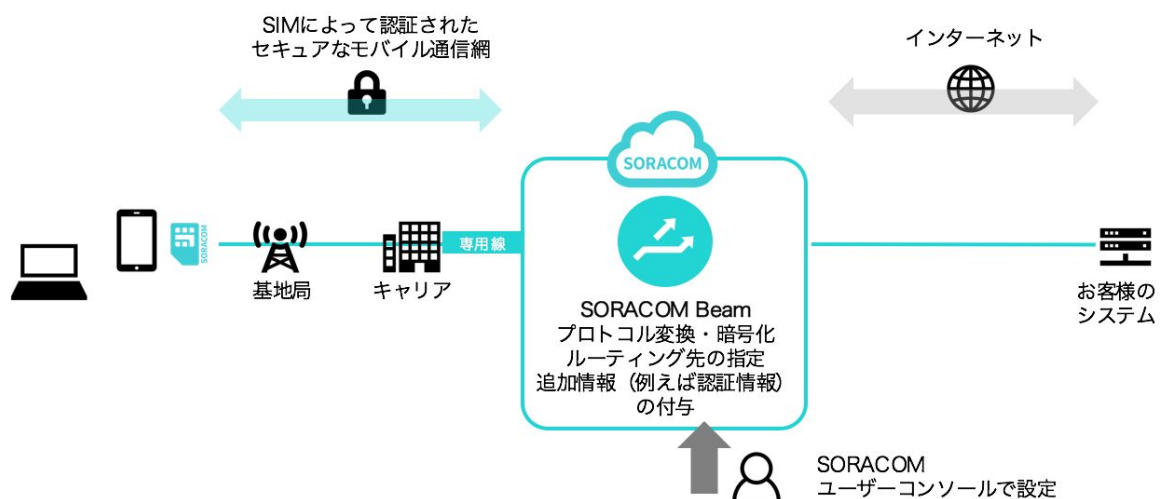 SIMによって認証された
セキュアなモバイル通信網
インターネット
SORACOM
SORACOM
専用線
基地局
キャリア
SORACOM Beam
プロトコル変換・暗号化
ルーティング先の指定
追加情報（例えば認証情報）
の付与
お客様の
システム
SORACOM
ユーザーコンソールで設定